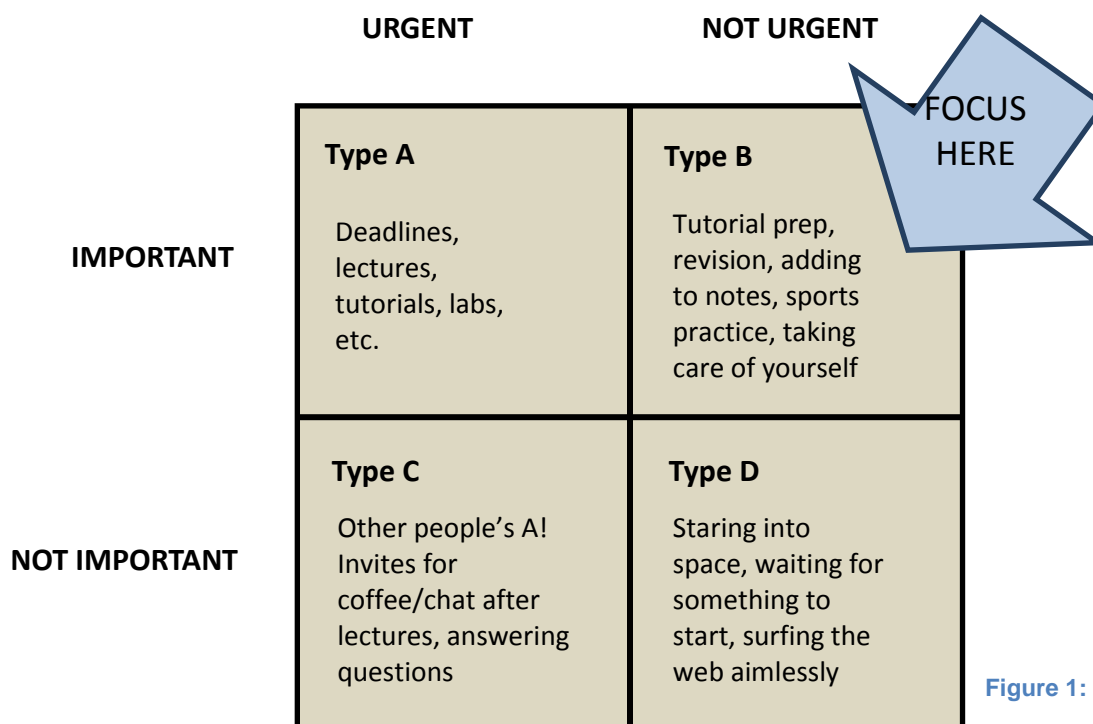 URGENT
NOT URGENT
FOCUS
HERE
IMPORTANT
Type A
Deadlines,
lectures,
tutorials, labs,
etc.
Type B
Tutorial prep,
revision, adding
to notes, sports
practice, taking
care of yourself
NOT IMPORTANT
Type C
Other people’s A!
Invites for
coffee/chat after
lectures, answering
questions
Type D
Staring into
space, waiting for
something to
start, surfing the
web aimlessly
Figure 1: